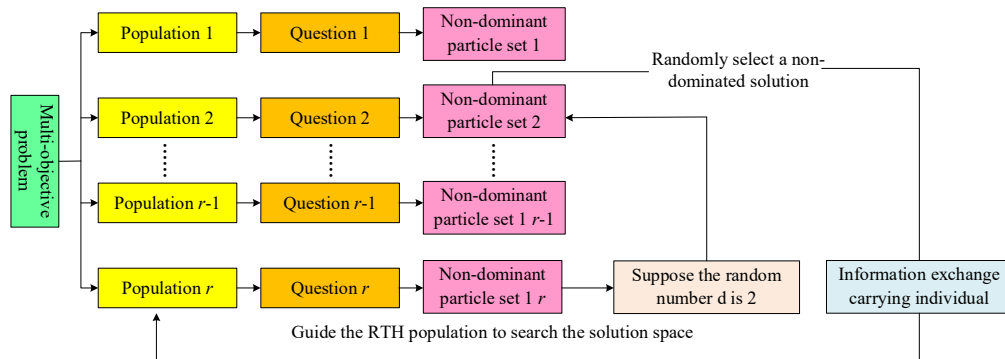 Multi-objective
problem
Population 1
Question 1
Non-dominant
particle set 1
Randomly select a non-
dominated solution
Population 2
Question 2
Non-dominant
particle set 2
Population r-1
Question r-1
Non-dominant
particle set 1 r-1
Population r
Question r
Non-dominant
particle set 1 r
Suppose the random
number d is 2
Information exchange
carrying individual
Guide the RTH population to search the solution space